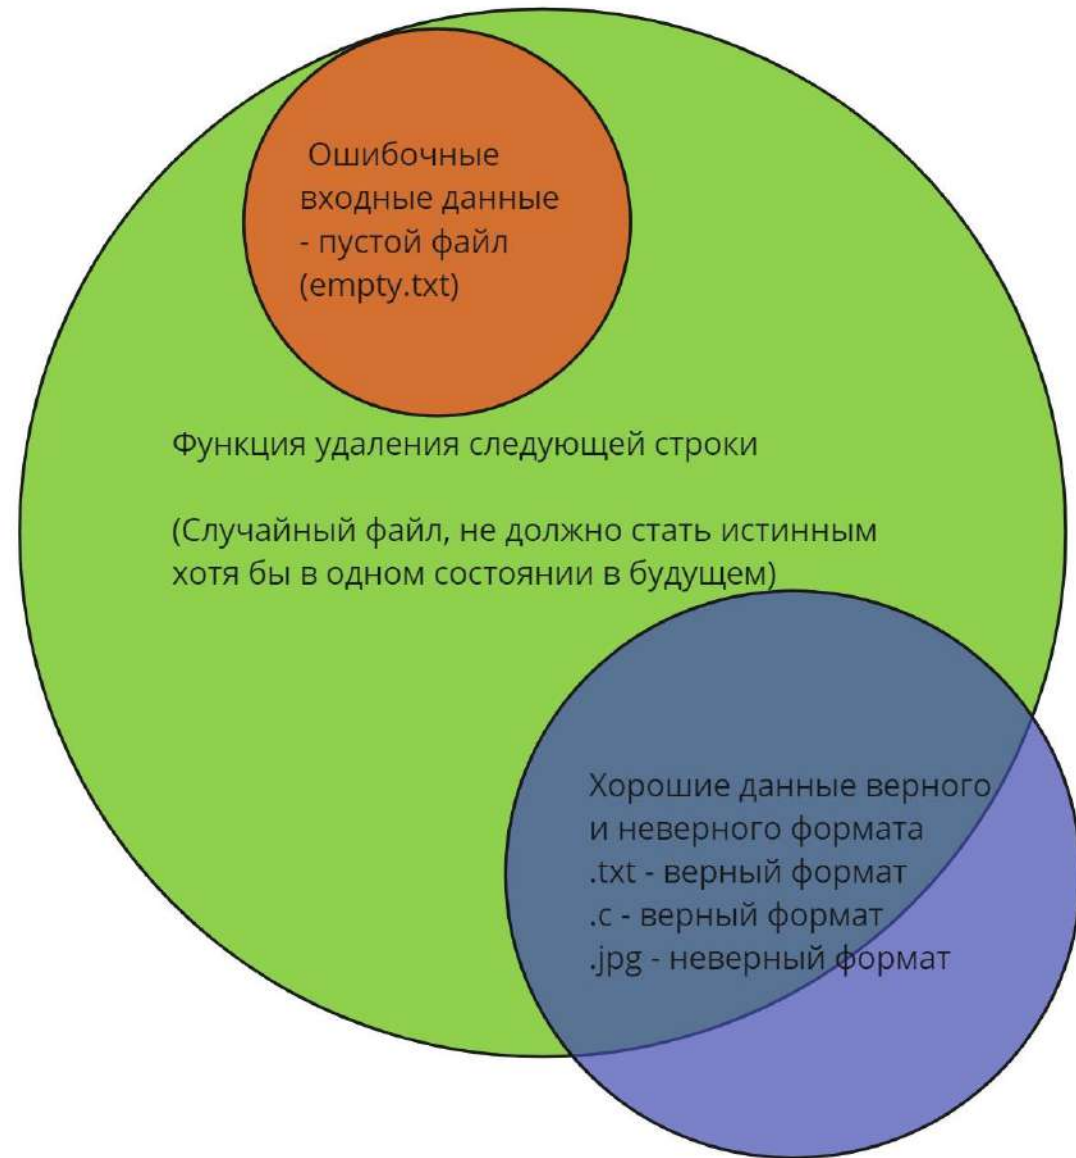 Ошибочные
входные данные
- пустой файл
(empty.txt)
Функция удаления следующей строки
(Случайный файл, не должно стать истинным
хотя бы в одном состоянии в будущем)
Хорошие данные верного
и неверного формата
.txt - верный формат
.c - верный формат
.jpg - неверный формат